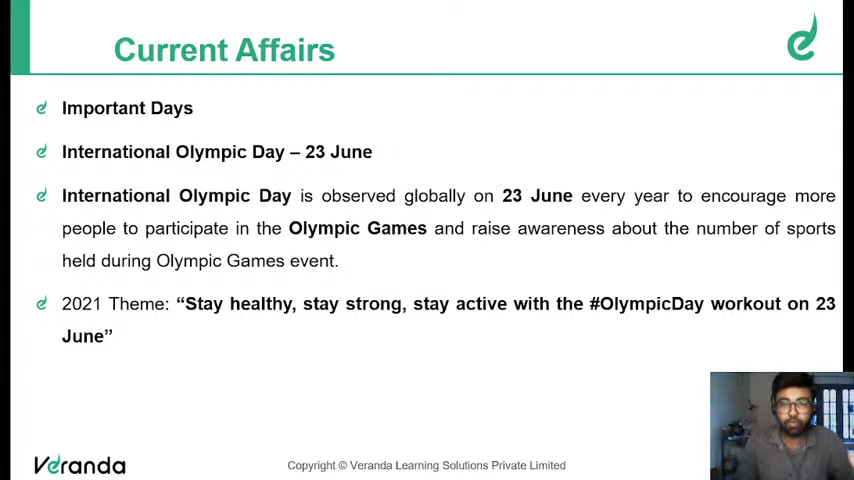 Current Affairs
Important Days
International Olympic Day – 23 June
International Olympic Day is observed globally on 23 June every year to encourage more
people to participate in the Olympic Games and raise awareness about the number of sports
held during Olympic Games event.
2021 Theme: “Stay healthy, stay strong, stay active with the #OlympicDay workout on 23
June”
Veranda
Copyright © Veranda Learning Solutions Private Limited